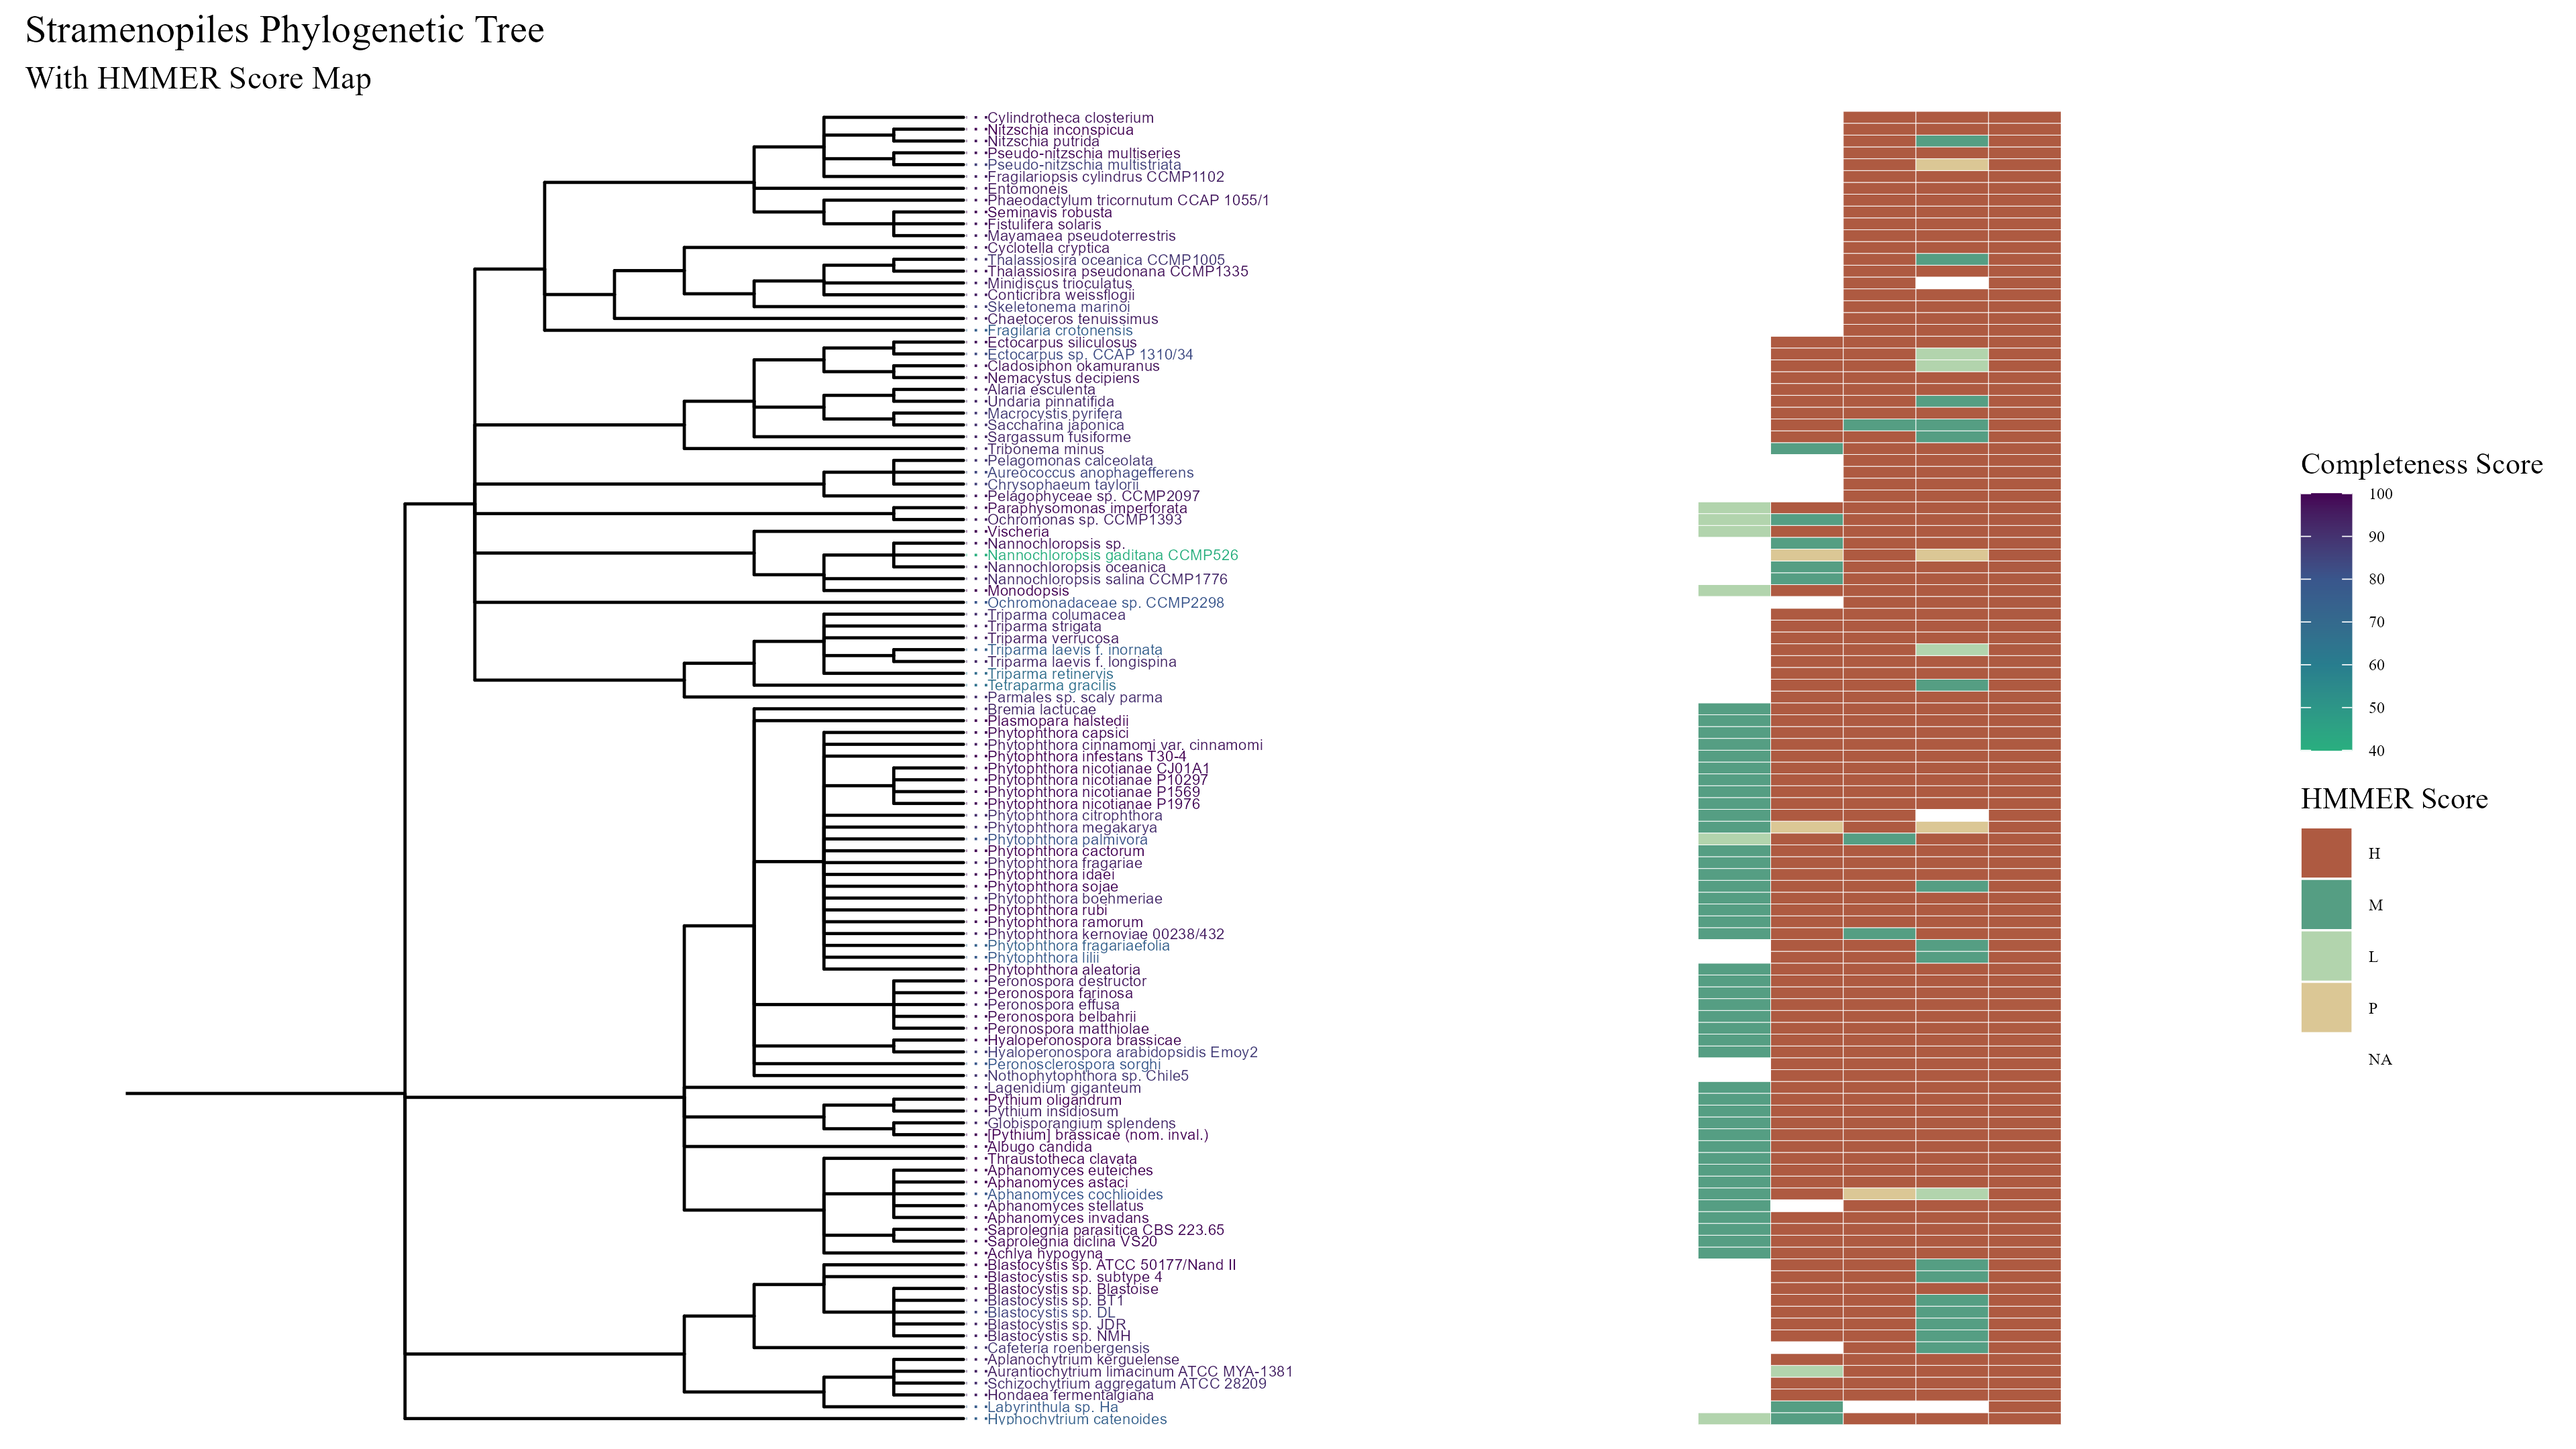 Stramenopiles Phylogenetic Tree
With HMMER Score Map
Cylindrotheca closterium
Nitzschia inconspicua
Nitzschia putrida
Pseudo-nitzschia multiseries
Pseudo-nitzschia multistriata
Fragilariopsis cylindrus CCMP1102
Entomoneis
Phaeodactylum tricornutum CCAP 1055/1
Seminavis robusta
Fistulifera solaris
Mayamaea pseudoterrestris
Cyclotella cryptica
Thalassiosira oceanica CCMP1005
Thalassiosira pseudonana CCMP1335
Minidiscus trioculatus
Conticribra weissflogii
Skeletonema marinoi
Chaetoceros tenuissimus
Fragilaria crotonensis
Ectocarpus siliculosus
Ectocarpus sp. CCAP 1310/34
Cladosiphon okamuranus
Nemacystus decipiens
Alaria esculenta
Undaria pinnatifida
Macrocystis pyrifera
Saccharina japonica
Sargassum fusiforme
Tribonema minus
Pelagomonas calceolata
Aureococcus anophagefferens
Chrysophaeum taylorii
Pelagophyceae sp. CCMP2097
Paraphysomonas imperforata
Ochromonas sp. CCMP1393
Vischeria
Nannochloropsis sp.
Nannochloropsis gaditana CCMP526
Nannochloropsis oceanica
Nannochloropsis salina CCMP1776
Monodopsis
Ochromonadaceae sp. CCMP2298
Triparma columacea
Triparma strigata
Triparma verrucosa
Triparma laevis f. inornata
Triparma laevis f. longispina
Triparma retinervis
Tetraparma gracilis
Parmales sp. scaly parma
Bremia lactucae
Plasmopara halstedii
Phytophthora capsici
Phytophthora cinnamomi var. cinnamomi
Phytophthora infestans T30-4
Phytophthora nicotianae CJ01A1
Phytophthora nicotianae P10297
Phytophthora nicotianae P1569
Phytophthora nicotianae P1976
Phytophthora citrophthora
Phytophthora megakarya
Phytophthora palmivora
Phytophthora cactorum
Phytophthora fragariae
Phytophthora idaei
Phytophthora sojae
Phytophthora boehmeriae
Phytophthora rubi
Phytophthora ramorum
Phytophthora kernoviae 00238/432
Phytophthora fragariaefolia
Phytophthora lilii
Phytophthora aleatoria
Peronospora destructor
Peronospora farinosa
Peronospora effusa
Peronospora belbahrii
Peronospora matthiolae
Hyaloperonospora brassicae
Hyaloperonospora arabidopsidis Emoy2
Peronosclerospora sorghi
Nothophytophthora sp. Chile5
Lagenidium giganteum
Pythium oligandrum
Pythium insidiosum
Globisporangium splendens
[Pythium] brassicae (nom. inval.)
Albugo candida
Thraustotheca clavata
Aphanomyces euteiches
Aphanomyces astaci
Aphanomyces cochlioides
Aphanomyces stellatus
Aphanomyces invadans
Saprolegnia parasitica CBS 223.65
Saprolegnia diclina VS20
Achlya hypogyna
Blastocystis sp. ATCC 50177/Nand II
Blastocystis sp. subtype 4
Blastocystis sp. Blastoise
Blastocystis sp. BT1
Blastocystis sp. DL
Blastocystis sp. JDR
Blastocystis sp. NMH
Cafeteria roenbergensis
Aplanochytrium kerguelense
Aurantiochytrium limacinum ATCC MYA-1381
Schizochytrium aggregatum ATCC 28209
Hondaea fermentalgiana
Labyrinthula sp. Ha
Hyphochytrium catenoides
Completeness Score
100
90
80
70
60
50
40
HMMER Score
H
M
L
P
NA